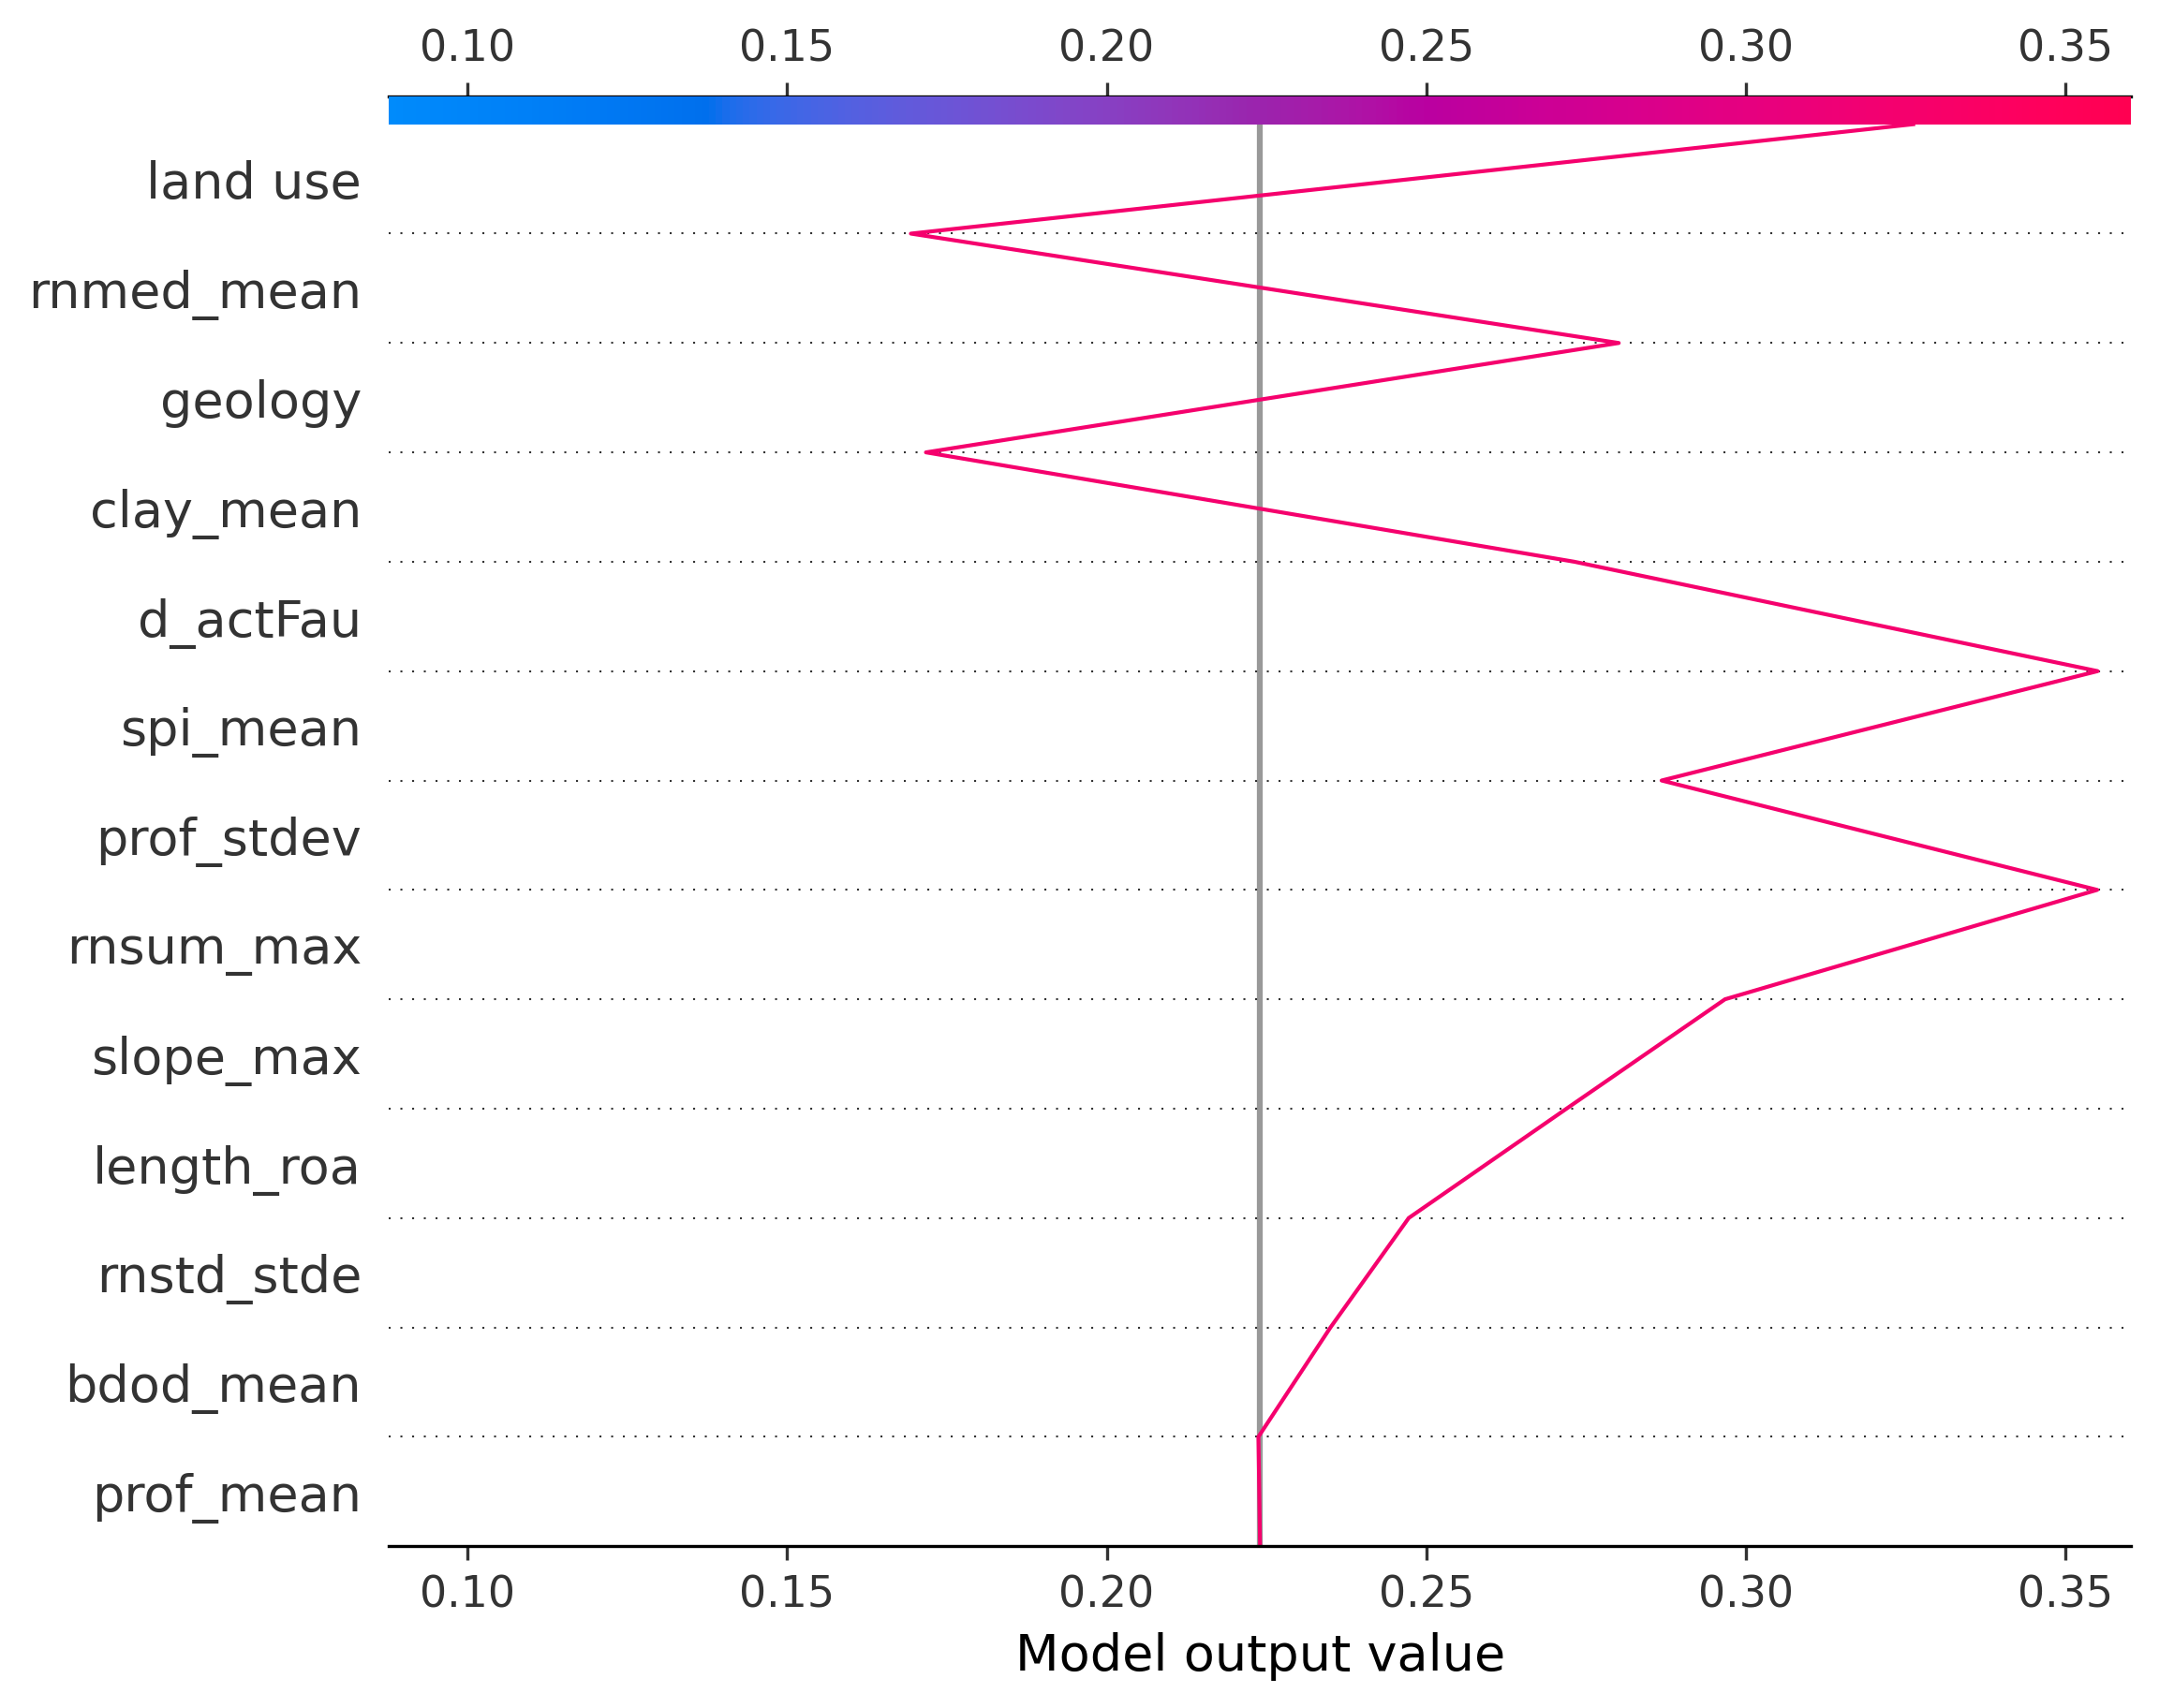 0.10 0.15 0.20 0.25 0.30 0.35
land use
rnmed_mean
geology
clay_mean
d_actFau
spi_mean
prof_stdev
rnsum_max
slope_max
length_roa
rnstd_stde
bdod_mean
prof_mean
0.10 0.15 0.20 0.25 0.30 0.35
Model output value